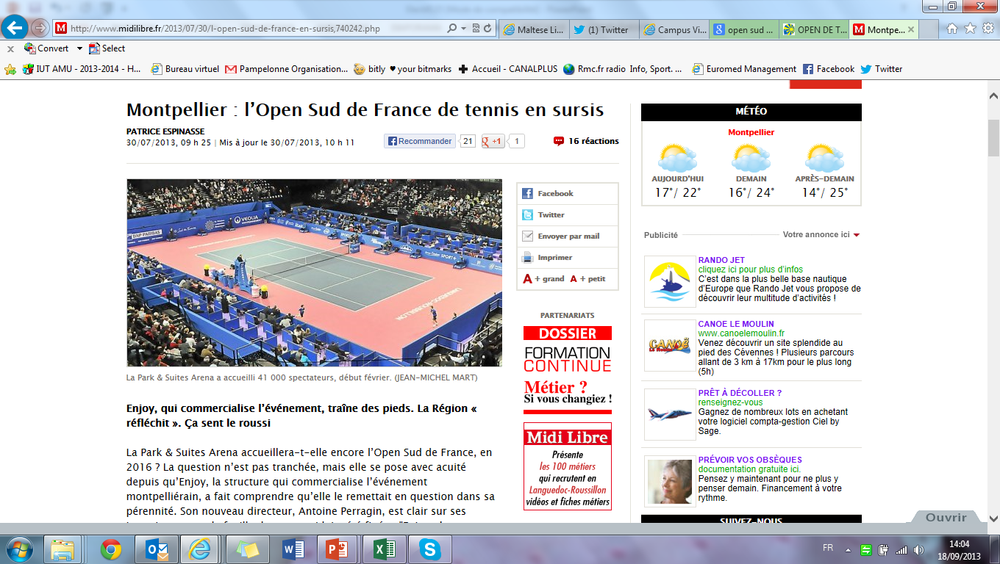 http://www.midilibre.fr/2013/07/30/l-open-sud-de-france-en-sursis,740242.php
Maltese Li...
(1) Twitter
Campus Vi...
open sud ...
OPEN DE T...
Montpe...
x Convert Select
IUT AMU - 2013-2014 - H...
Bureau virtuel
Pampelonne Organisation...
bitly ♥ your bitmarks
Accueil - CANALPLUS
Rmc.fr radio Info, Sport. ...
Euromed Management
Facebook
Twitter
Montpellier : l'Open Sud de France de tennis en sursis
PATRICE ESPINASSE
30/07/2013, 09 h 25 | Mis à jour le 30/07/2013, 10 h 11
Recommander 21
+1 1
16 réactions
VEOLIA
ENVIRONNEMENT
BNP PARIBAS
La Park & Suites Arena a accueilli 41 000 spectateurs, début février. (JEAN-MICHEL MART)
Enjoy, qui commercialise l'événement, traîne des pieds. La Région «
réfléchit ». Ça sent le roussi
La Park & Suites Arena accueillera-t-elle encore l'Open Sud de France, en
2016 ? La question n'est pas tranchée, mais elle se pose avec acuité
depuis qu'Enjoy, la structure qui commercialise l'événement
montpelliérain, a fait comprendre qu'elle le remettait en question dans sa
pérennité. Son nouveau directeur, Antoine Perragin, est clair sur ses
Facebook
Twitter
Envoyer par mail
Imprimer
A + grand A + petit
PARTENARIATS
DOSSIER
FORMATION
CONTINUE
Métier ?
Si vous changiez !
Midi Libre
Présente
les 100 métiers
qui recrutent en
Languedoc-Roussillon
vidéos et fiches métiers
MÉTÉO
Montpellier
AUJOURD'HUI DEMAIN APRÈS-DEMAIN
17°/ 22° 16°/ 24° 14°/ 25°
Publicité
Votre annonce ici
RANDO JET
cliquez ici pour plus d'infos
C'est dans la plus belle base nautique
d'Europe que Rando Jet vous propose de
découvrir leur multitude d'activités !
CANOË
CANOE LE MOULIN
www.canoelemoulin.fr
Venez découvrir un site splendide au
pied des Cévennes ! Plusieurs parcours
allant de 3 km à 17km pour le plus long
(5h)
PRÊT À DÉCOLLER ?
renseignez-vous
Gagnez de nombreux lots en achetant
votre logiciel compta-gestion Ciel by
Sage.
PRÉVOIR VOS OBSÈQUES
documentation gratuite ici.
Pensez y maintenant pour ne plus y
penser demain. Financement à votre
rythme.
SUIVEZ-NOUS
Ouvrir
FR
14:04
18/09/2013